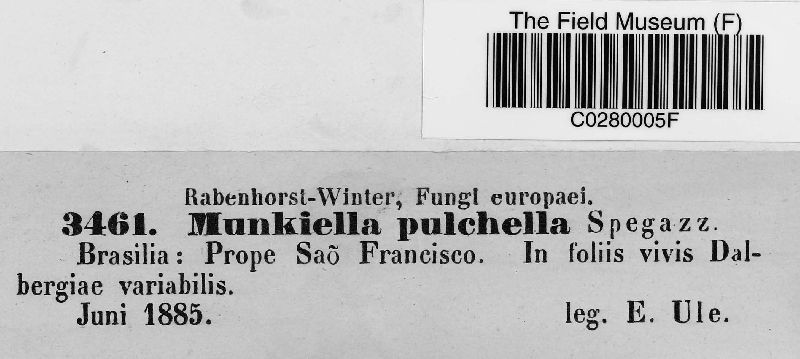 The Field Museum (F)
C0280005F
Rabenhorst-Winter, Fungi europaei.
3461. Munkiella pulchella Spegazz.
Brasilia: Prope Saõ Francisco. In foliis vivis Dal-
bergiae variabilis.
Juni 1885. leg. E. Ule.